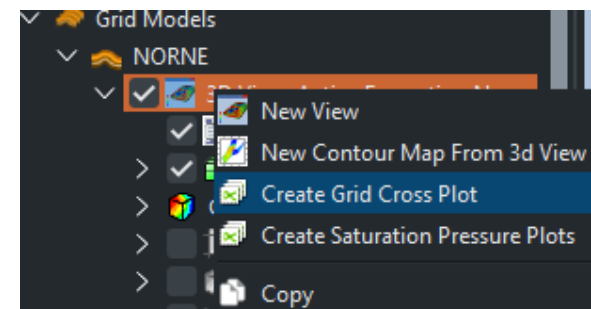 Grid Models
NORNE
New View
New Contour Map From 3d View
Create Grid Cross Plot
Create Saturation Pressure Plots
Copy